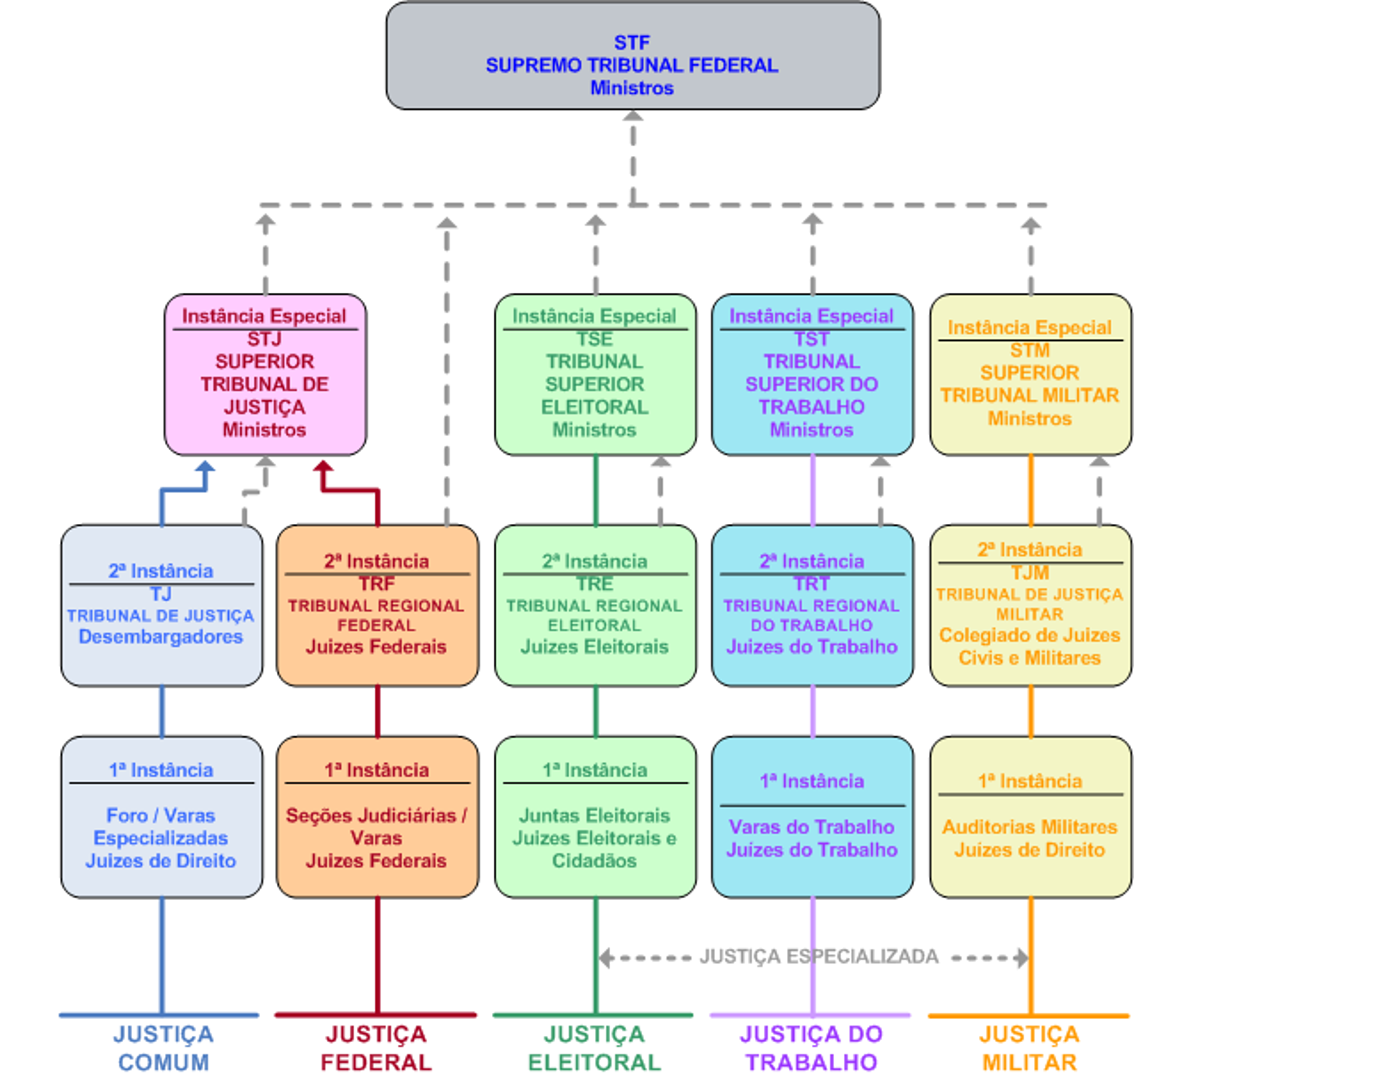 STF
SUPREMO TRIBUNAL FEDERAL
Ministros
Instância Especial
STJ
SUPERIOR
TRIBUNAL DE
JUSTIÇA
Ministros
Instância Especial
TSE
TRIBUNAL
SUPERIOR
ELEITORAL
Ministros
Instância Especial
TST
TRIBUNAL
SUPERIOR DO
TRABALHO
Ministros
Instância Especial
STM
SUPERIOR
TRIBUNAL MILITAR
Ministros
2ª Instância
TJ
TRIBUNAL DE JUSTIÇA
Desembargadores
2ª Instância
TRF
TRIBUNAL REGIONAL
FEDERAL
Juizes Federais
2ª Instância
TRE
TRIBUNAL REGIONAL
ELEITORAL
Juizes Eleitorais
2ª Instância
TRT
TRIBUNAL REGIONAL
DO TRABALHO
Juizes do Trabalho
2ª Instância
TJM
TRIBUNAL DE JUSTIÇA
MILITAR
Colegiado de Juizes
Civis e Militares
1ª Instância
Foro / Varas
Especializadas
Juizes de Direito
1ª Instância
Seções Judiciárias /
Varas
Juizes Federais
1ª Instância
Juntas Eleitorais
Juizes Eleitorais e
Cidadãos
1ª Instância
Varas do Trabalho
Juízes do Trabalho
1ª Instância
Auditorias Militares
Juizes de Direito
JUSTIÇA ESPECIALIZADA
JUSTIÇA
COMUM
JUSTIÇA
FEDERAL
JUSTIÇA
ELEITORAL
JUSTIÇA DO
TRABALHO
JUSTIÇA
MILITAR